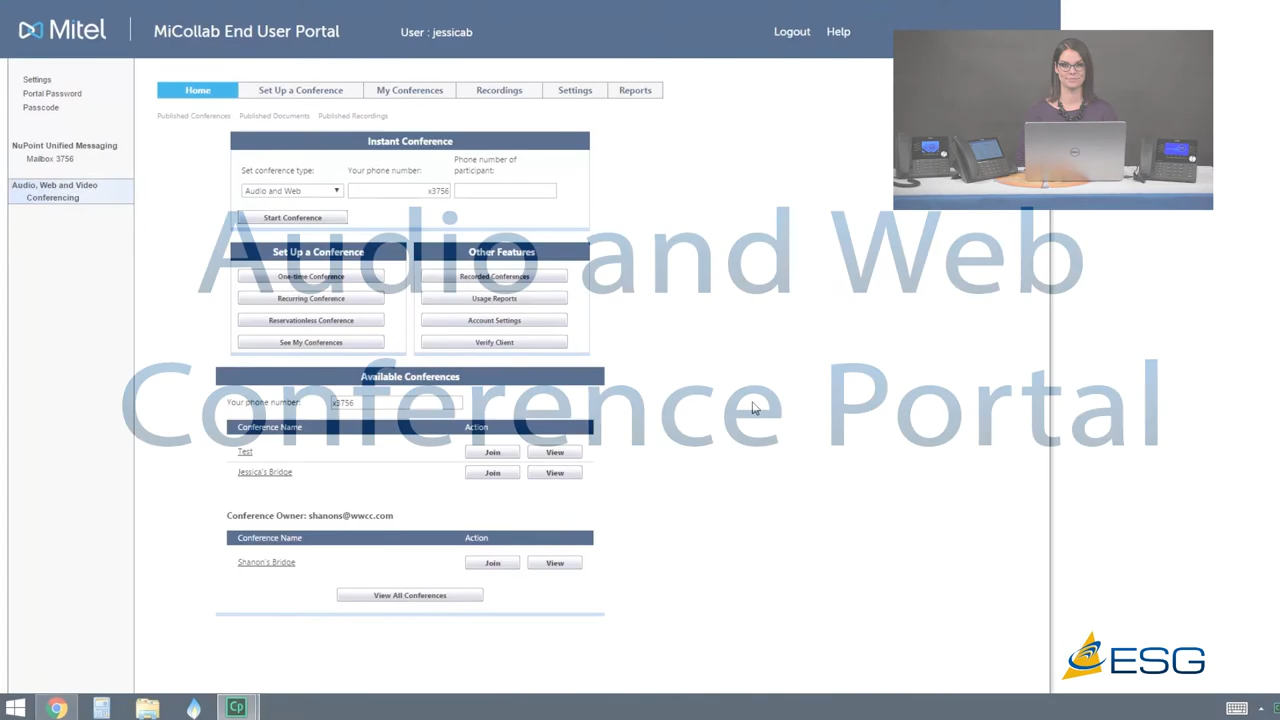 Mitel
MiCollab End User Portal
User : jessicab
Logout
Help
Settings
Portal Password
Passcode
NuPoint Unified Messaging
Mailbox 3756
Audio, Web and Video
Conferencing
Home
Set Up a Conference
My Conferences
Recordings
Settings
Reports
Published Conferences
Published Documents
Published Recordings
Instant Conference
Set conference type:
Your phone number:
Phone number of
participant:
Audio and Web
x3756
Start Conference
Audio and Web
Conference Portal
Set Up a Conference
One-time Conference
Recurring Conference
Reservationless Conference
See My Conferences
Other Features
Recorded Conferences
Usage Reports
Account Settings
Verify Client
Available Conferences
Your phone number:
x3756
Conference Name
Action
Test
Join
View
Jessica's Bridge
Join
View
Conference Owner: shanons@wwcc.com
Conference Name
Action
Shanon's Bridge
Join
View
View All Conferences
ESG
Cp